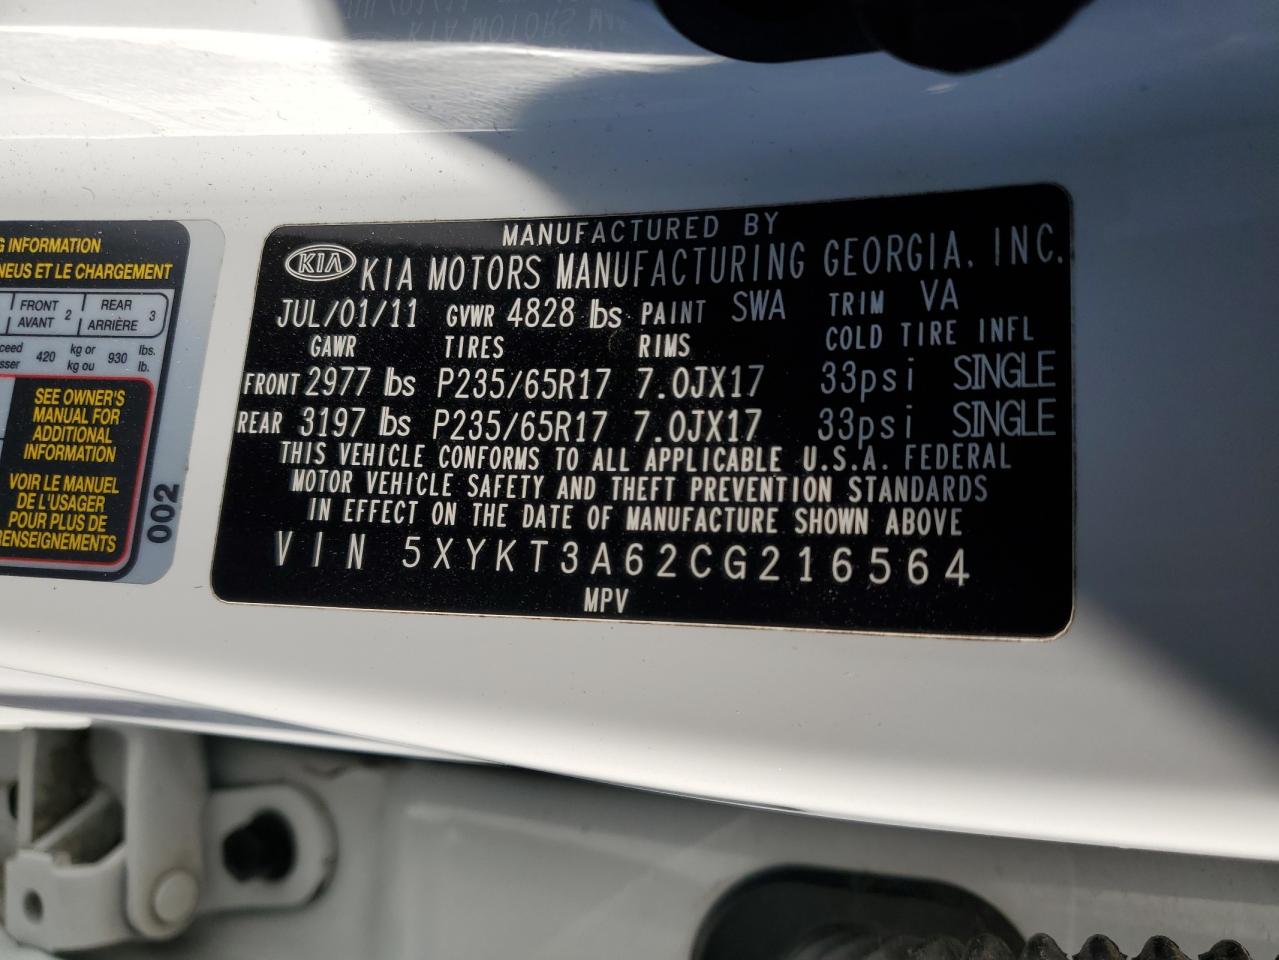 MANUFACTURED BY
KIA KIA MOTORS MANUFACTURING GEORGIA, INC.
JUL/01/11 GVWR 4828 lbs PAINT SWA TRIM VA
GAWR TIRES RIMS COLD TIRE INFL
FRONT 2977 lbs P235/65R17 7.0JX17 33psi SINGLE
REAR 3197 lbs P235/65R17 7.0JX17 33psi SINGLE
THIS VEHICLE CONFORMS TO ALL APPLICABLE U.S.A. FEDERAL
MOTOR VEHICLE SAFETY AND THEFT PREVENTION STANDARDS
IN EFFECT ON THE DATE OF MANUFACTURE SHOWN ABOVE
VIN 5XYKT3A62CG216564
MPV
INFORMATION
ET LE CHARGEMENT
FRONT AVANT 2 REAR ARRIÈRE 3
420 kg or kg ou 930 lbs. lb.
SEE OWNER'S
MANUAL FOR
ADDITIONAL
INFORMATION
VOIR LE MANUEL
DE L'USAGER
POUR PLUS DE
RENSEIGNEMENTS
002